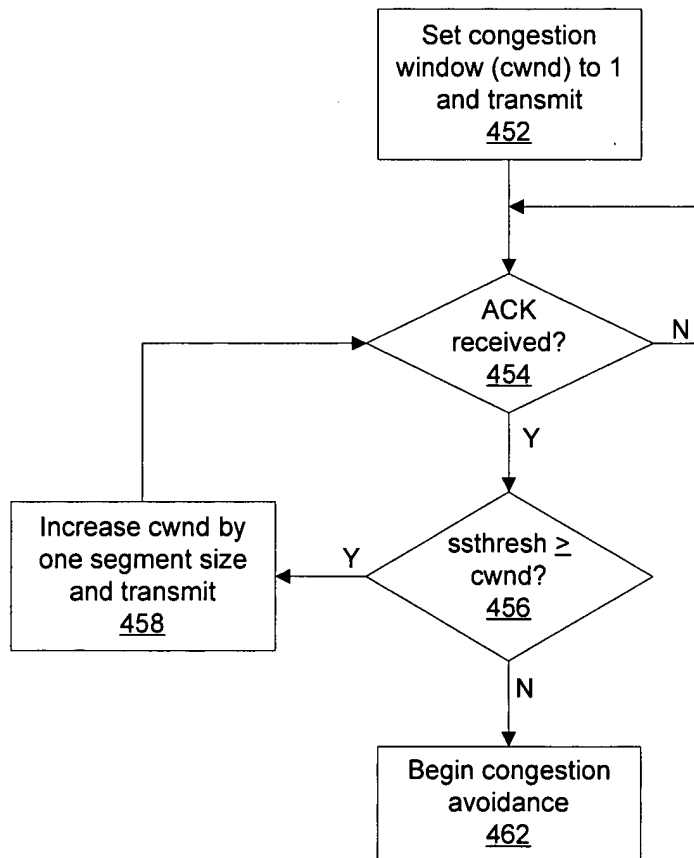 Set congestion
window (cwnd) to 1
and transmit
452
ACK
received?
454
N
Y
ssthresh ≥
cwnd?
456
Y
Increase cwnd by
one segment size
and transmit
458
N
Begin congestion
avoidance
462